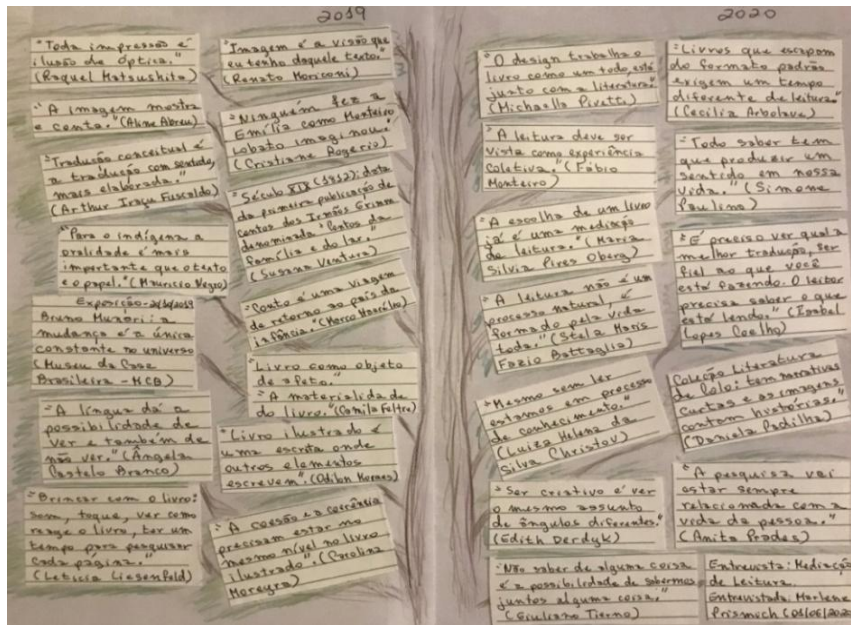 2019
"Toda impressão é
ilusão de óptica."
(Raquel Matsushita)
"A imagem mostra
e conta." (Aline Abreu)
"Tradução conceitual é
a tradução com sentido,
mais elaborada."
(Arthur Iraçu Fuscaldo)
"Para o indígena a
oralidade é mais
importante que o texto
e o papel." (Maurício Negro)
Exposição - 24/10/2019
Bruno Munari: a
mudança é a única
constante no universo
(Museu da Casa
Brasileira - MCB)
"A língua dá a
possibilidade de
ver e também de
não ver." (Ângela
Castelo Branco)
"Brincar com o livro:
som, toque, ver como
reage o livro, ter um
tempo para pesquisar
cada página."
(Letícia Liesenfeld)
"Imagem é a visão que
eu tenho daquele texto."
(Renato Moriconi)
"Ninguém fez a
Emília como Monteiro
Lobato imaginou."
(Cristiane Rogerio)
"Século XIX (1812): data
da primeira publicação de
contos dos Irmãos Grimm
denominada 'Contos da
família e do lar."
(Susana Ventura)
"Conto é uma viagem
de retorno ao país da
infância." (Marco Haurélio)
"Livro como objeto
de afeto."
"A materialidade
do livro." (Camila Feltre)
"Livro ilustrado é
uma escrita onde
outros elementos
escrevem". (Odilon Moraes)
"A coesão e a coerência
precisam estar no
mesmo nível no livro
ilustrado". (Carolina
Moreyra)
2020
"O design trabalha o
livro como um todo, está
junto com a literatura."
(Michaella Pivetti)
"A leitura deve ser
vista como experiência
coletiva." (Fábio
Monteiro)
"A escolha de um livro
já é uma mediação
de leitura." (Maria
Silvia Pires Oberg)
"A leitura não é um
processo natural, é
formado pela vida
toda." (Stela Maris
Fazio Battaglia)
"Mesmo sem ler
estamos em processo
de conhecimento."
(Luiza Helena da
Silva Christov)
"Ser criativo é ver
o mesmo assunto
de ângulos diferentes."
(Edith Derdyk)
"Não saber de alguma coisa
é a possibilidade de sabermos
juntos alguma coisa."
(Giuliano Tierno)
"Livros que escapam
do formato padrão
exigem um tempo
diferente de leitura."
(Cecilia Arbolave)
"Todo saber tem
que produzir um
sentido em nossa
vida." (Simone
Paulino)
"É preciso ver qual a
melhor tradução, ser
fiel ao que você
está fazendo. O leitor
precisa saber o que
está lendo." (Izabel
Lopes Coelho)
Coleção Literatura
de Colo: tem narrativas
curtas e as imagens
contam histórias."
(Daniela Padilha)
"A pesquisa vai
estar sempre
relacionada com a
vida da pessoa."
(Anita Prades)
Entrevista: Mediação
de Leitura.
Entrevistada: Marlene